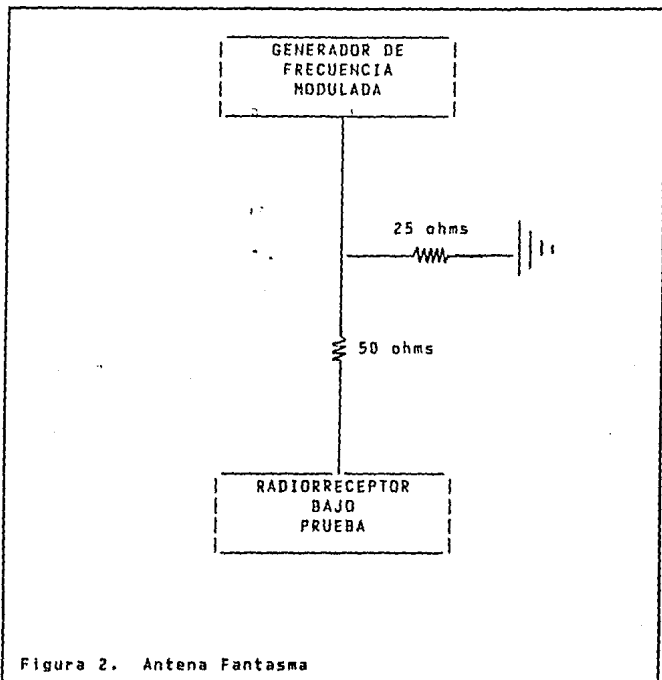 GENERADOR DE
FRECUENCIA
MODULADA
25 ohms
50 ohms
RADIORRECEPTOR
BAJO
PRUEBA
Figura 2. Antena Fantasma